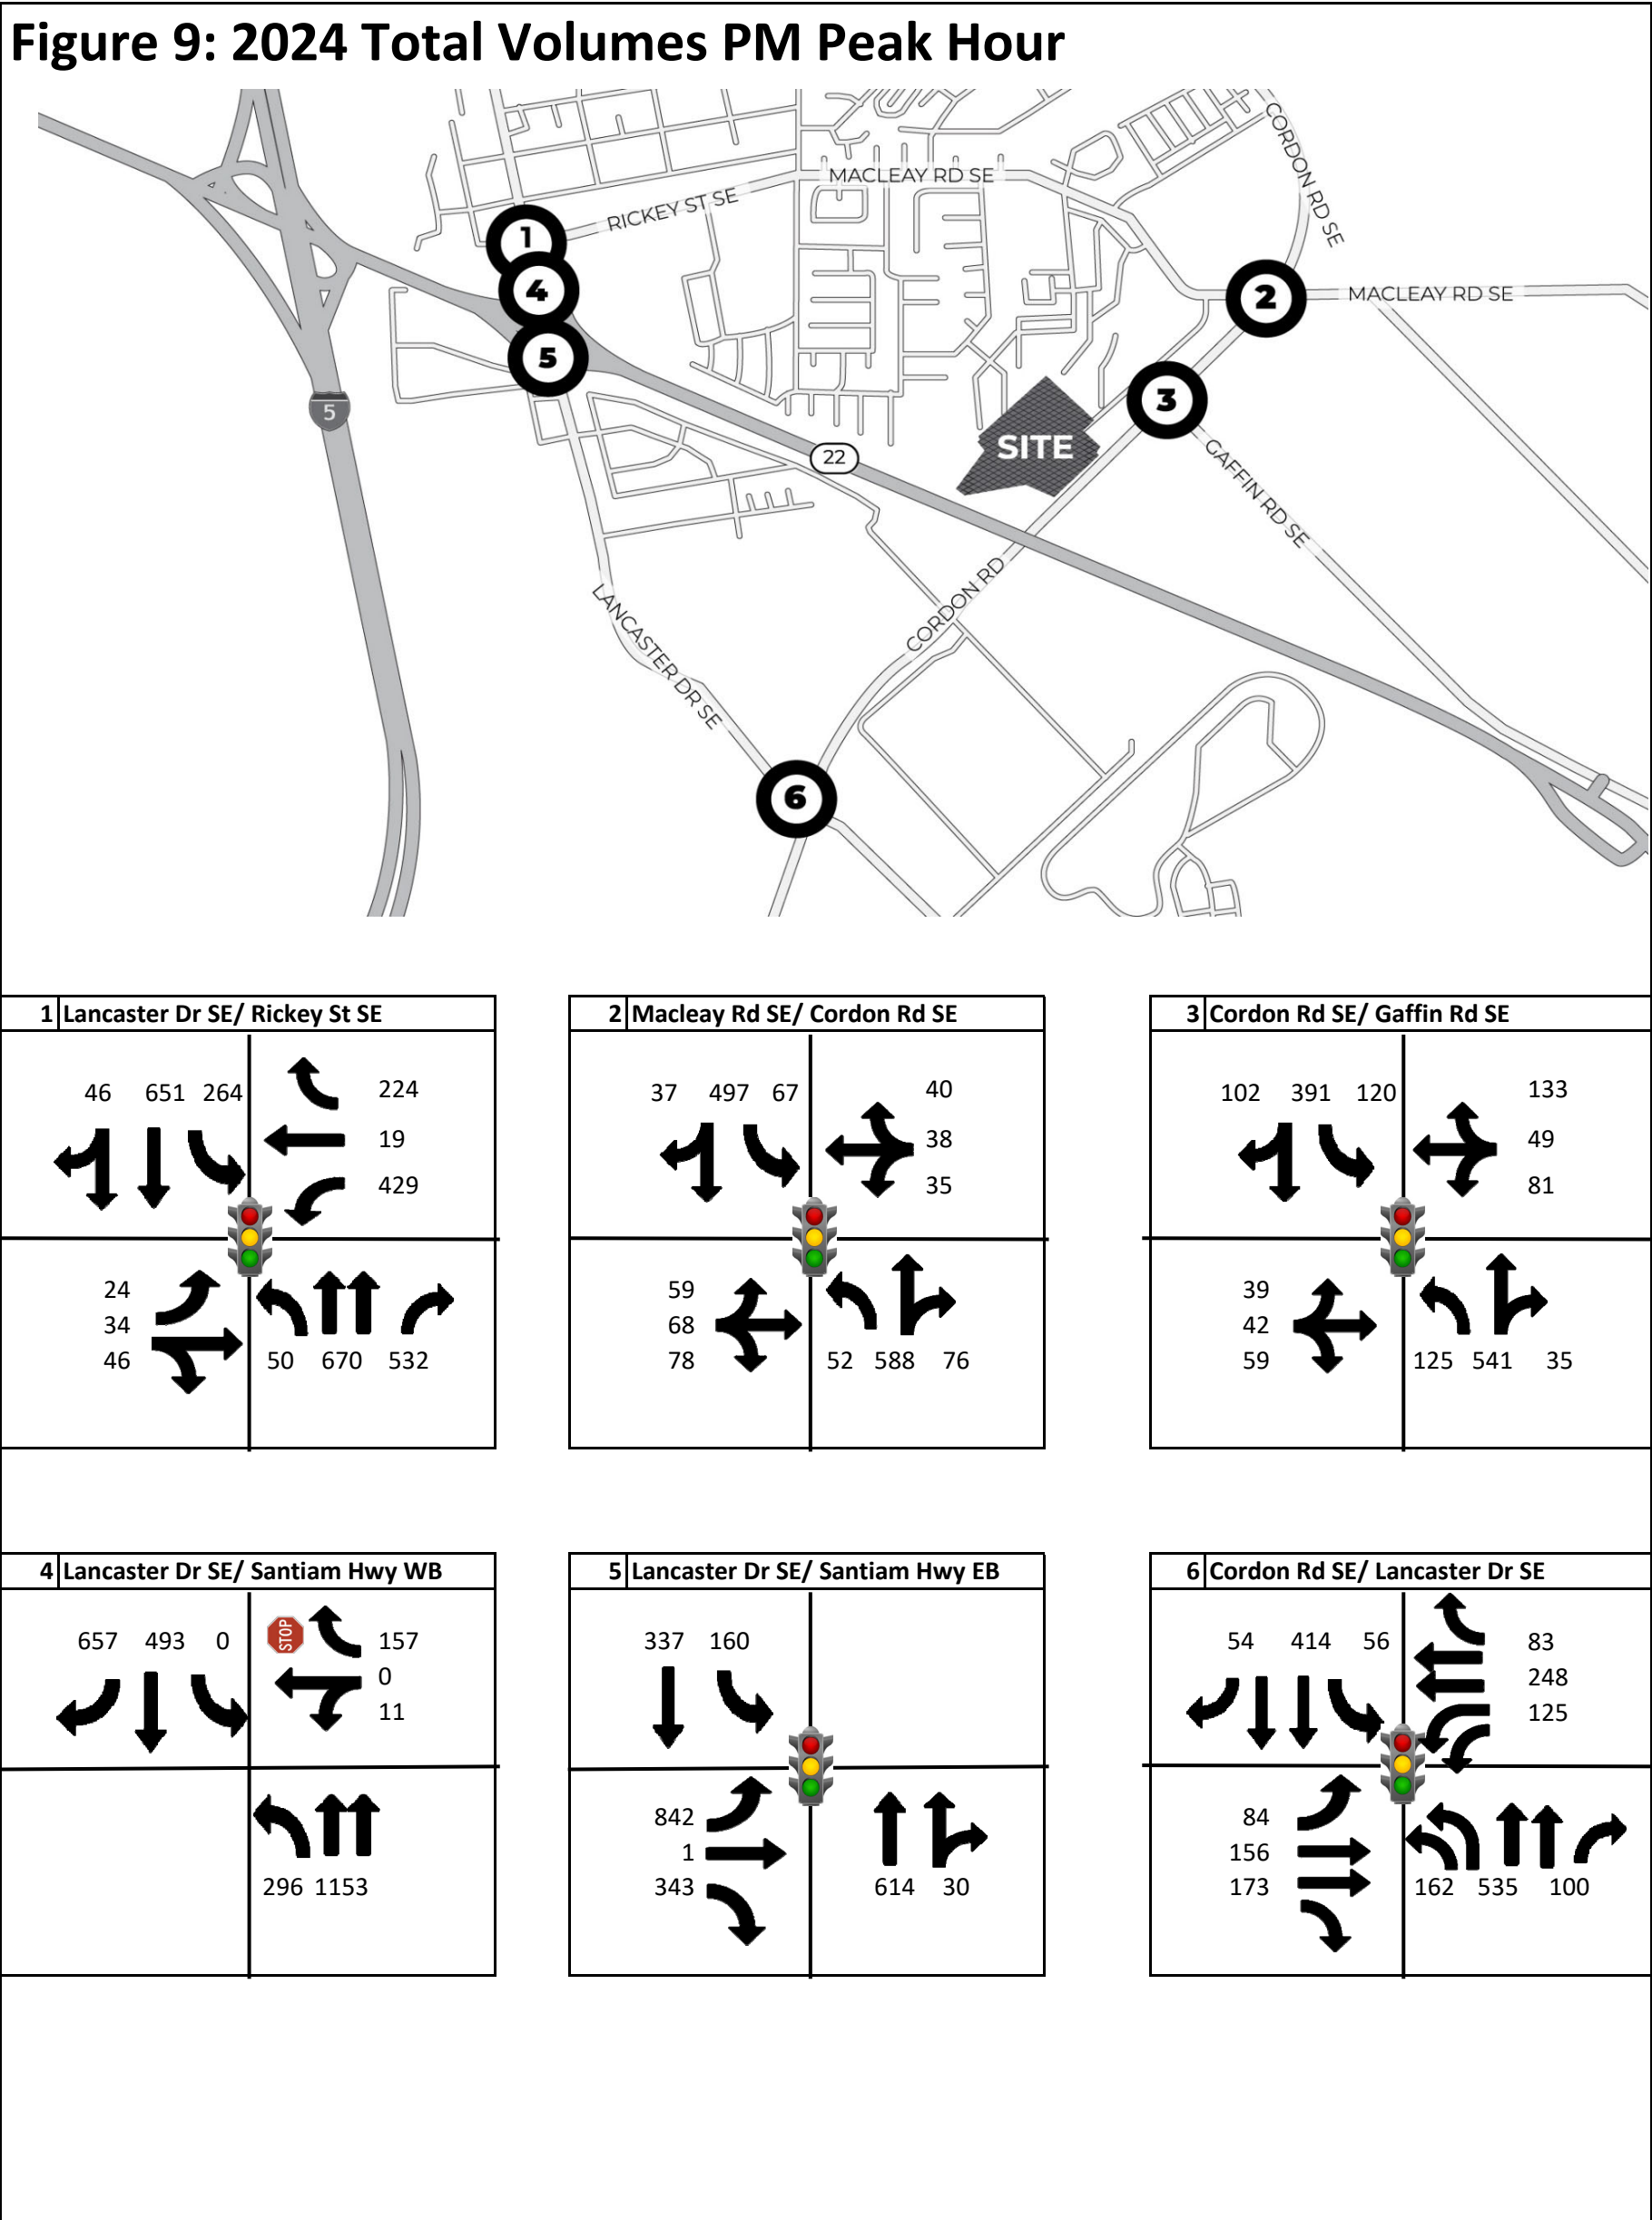 Figure 9: 2024 Total Volumes PM Peak Hour
CORDON RD SE
MACLEAY RD SE
RICKEY ST SE
1
4
5
2
MACLEAY RD SE
3
5
SITE
22
GAFFIN RD SE
CORDON RD
LANCASTER DR SE
6
1 Lancaster Dr SE/ Rickey St SE
46 651 264
224
19
429
24
34
46
50 670 532
2 Macleay Rd SE/ Cordon Rd SE
37 497 67
40
38
35
59
68
78
52 588 76
3 Cordon Rd SE/ Gaffin Rd SE
102 391 120
133
49
81
39
42
59
125 541 35
4 Lancaster Dr SE/ Santiam Hwy WB
657 493 0
STOP
157
0
11
296 1153
5 Lancaster Dr SE/ Santiam Hwy EB
337 160
842
1
343
614 30
6 Cordon Rd SE/ Lancaster Dr SE
54 414 56
83
248
125
84
156
173
162 535 100